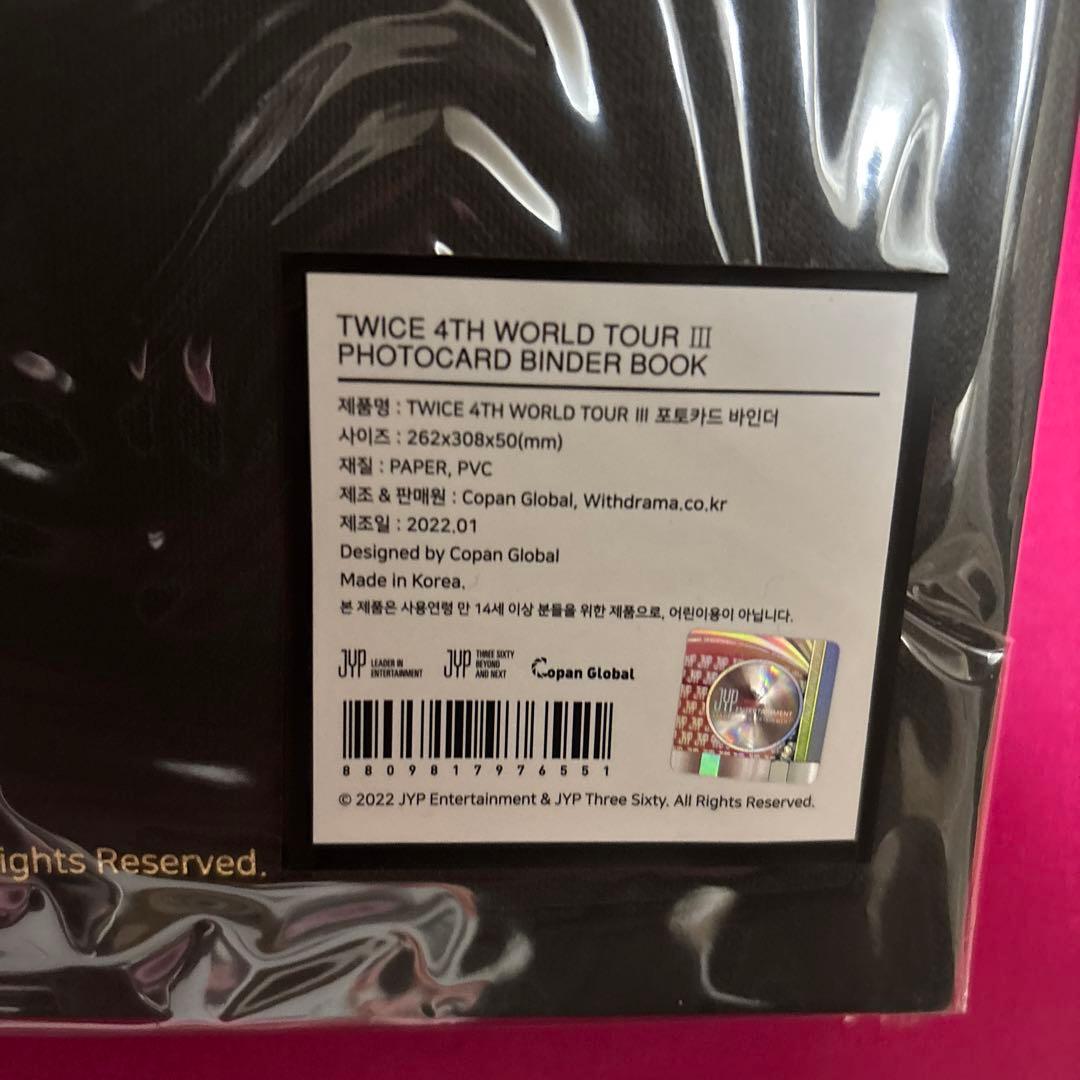 TWICE 4TH WORLD TOUR Ⅲ
PHOTOCARD BINDER BOOK
제품명 : TWICE 4TH WORLD TOUR Ⅲ 포토카드 바인더
사이즈 : 262x308x50(mm)
재질 : PAPER, PVC
제조 & 판매원 : Copan Global, Withdrama.co.kr
제조일 : 2022.01
Designed by Copan Global
Made in Korea.
본 제품은 사용연령 만 14세 이상 분들을 위한 제품으로, 어린이용이 아닙니다.
JYP LEADER IN ENTERTAINMENT JYP THREE SIXTY BEYOND AND NEXT Copan Global
JYP ENTERTAINMENT
8809817976551
© 2022 JYP Entertainment & JYP Three Sixty. All Rights Reserved.
ights Reserved.